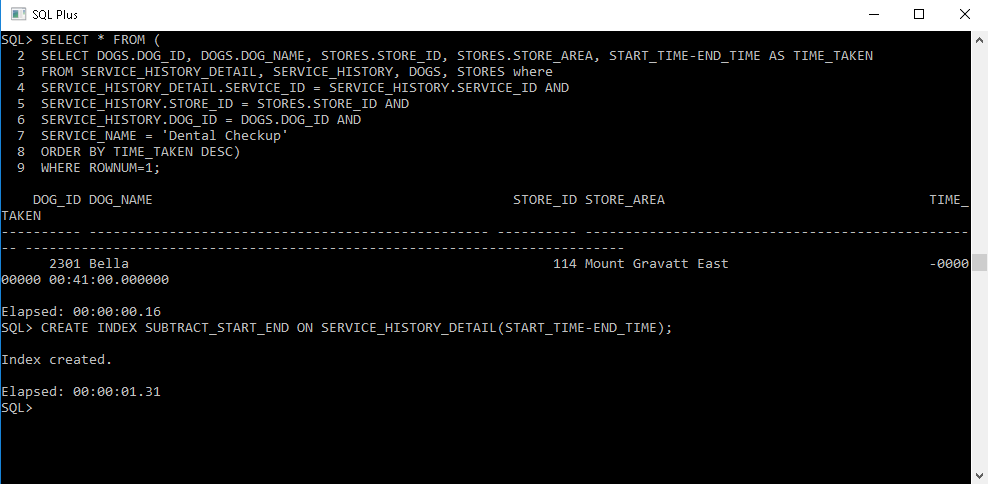 SQL Plus
SQL> SELECT * FROM (
  2  SELECT DOGS.DOG_ID, DOGS.DOG_NAME, STORES.STORE_ID, STORES.STORE_AREA, START_TIME-END_TIME AS TIME_TAKEN
  3  FROM SERVICE_HISTORY_DETAIL, SERVICE_HISTORY, DOGS, STORES where
  4  SERVICE_HISTORY_DETAIL.SERVICE_ID = SERVICE_HISTORY.SERVICE_ID AND
  5  SERVICE_HISTORY.STORE_ID = STORES.STORE_ID AND
  6  SERVICE_HISTORY.DOG_ID = DOGS.DOG_ID AND
  7  SERVICE_NAME = 'Dental Checkup'
  8  ORDER BY TIME_TAKEN DESC)
  9  WHERE ROWNUM=1;
    DOG_ID DOG_NAME                                             STORE_ID STORE_AREA                                 TIME_
TAKEN
---------- -------------------------------------------------- ---------- ------------------------------------------------
-- ---------------------------------------------------------------------------
      2301 Bella                                                     114 Mount Gravatt East                         -0000
00000 00:41:00.000000
Elapsed: 00:00:00.16
SQL> CREATE INDEX SUBTRACT_START_END ON SERVICE_HISTORY_DETAIL(START_TIME-END_TIME);
Index created.
Elapsed: 00:00:01.31
SQL>